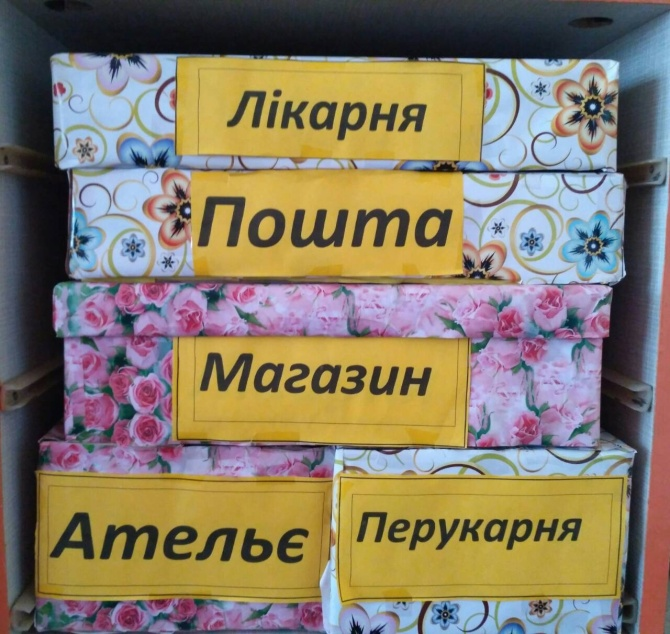 Лікарня
Пошта
Магазин
Ательє
Перукарня